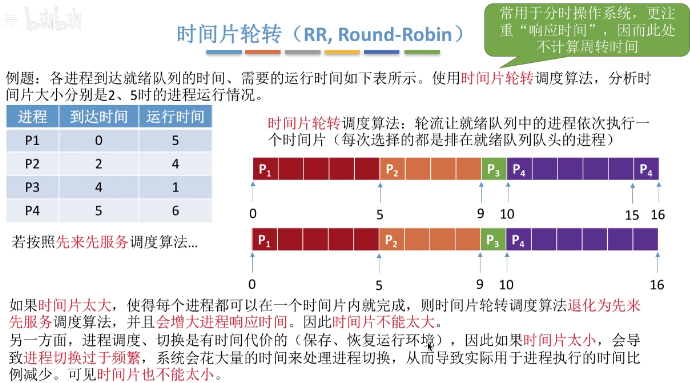 bilibili
时间片轮转（RR, Round-Robin）
常用于分时操作系统，更注
重“响应时间”，因而此处
不计算周转时间
例题：各进程到达就绪队列的时间、需要的运行时间如下表所示。使用时间片轮转调度算法，分析时
间片大小分别是2、5时的进程运行情况。
进程 到达时间 运行时间
P1 0 5
P2 2 4
P3 4 1
P4 5 6
时间片轮转调度算法：轮流让就绪队列中的进程依次执行一
个时间片（每次选择的都是排在就绪队列队头的进程）
P1 P2 P3 P4 P4
0 5 9 10 15 16
若按照先来先服务调度算法…
P1 P2 P3 P4
0 5 9 10 16
如果时间片太大，使得每个进程都可以在一个时间片内就完成，则时间片轮转调度算法退化为先来
先服务调度算法，并且会增大进程响应时间。因此时间片不能太大。
另一方面，进程调度、切换是有时间代价的（保存、恢复运行环境），因此如果时间片太小，会导
致进程切换过于频繁，系统会花大量的时间来处理进程切换，从而导致实际用于进程执行的时间比
例减少。可见时间片也不能太小。